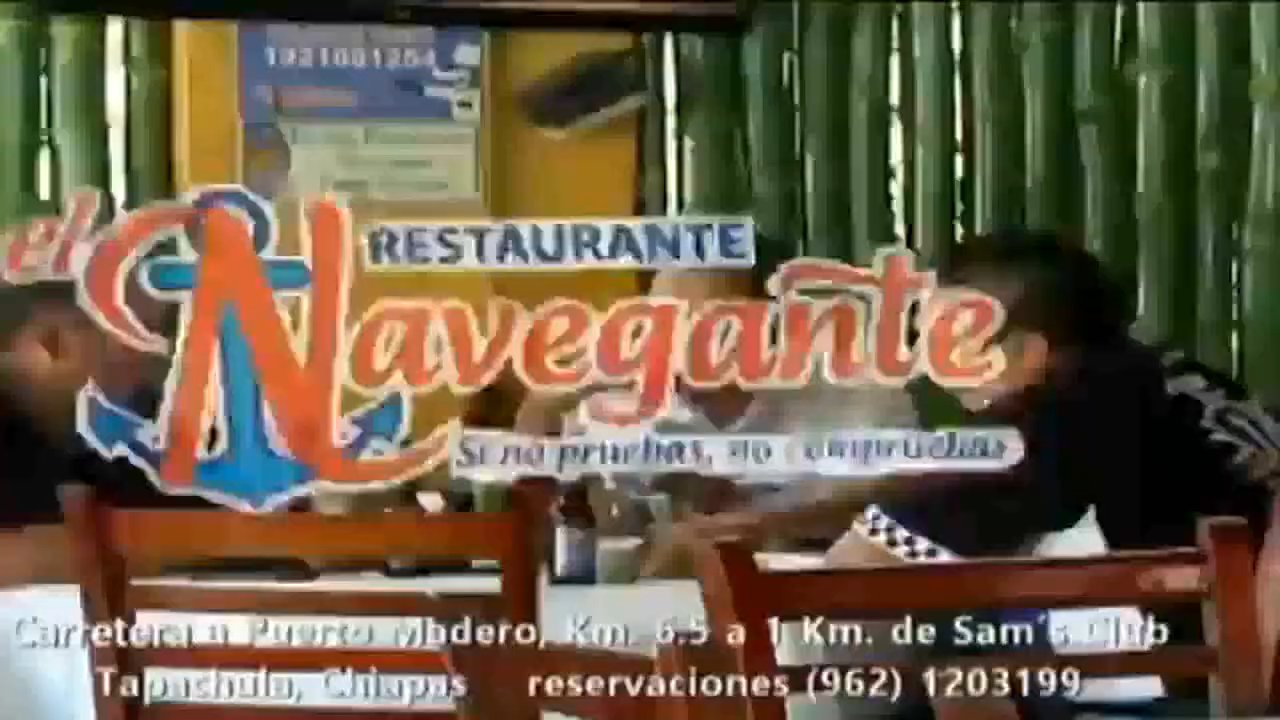 el Navegante
RESTAURANTE
Si no pruebas, no compruebas
Carretera a Puerto Madero, Km. 6.5 a 1 Km. de Sam's Club
Tapachula, Chiapas reservaciones (962) 1203199